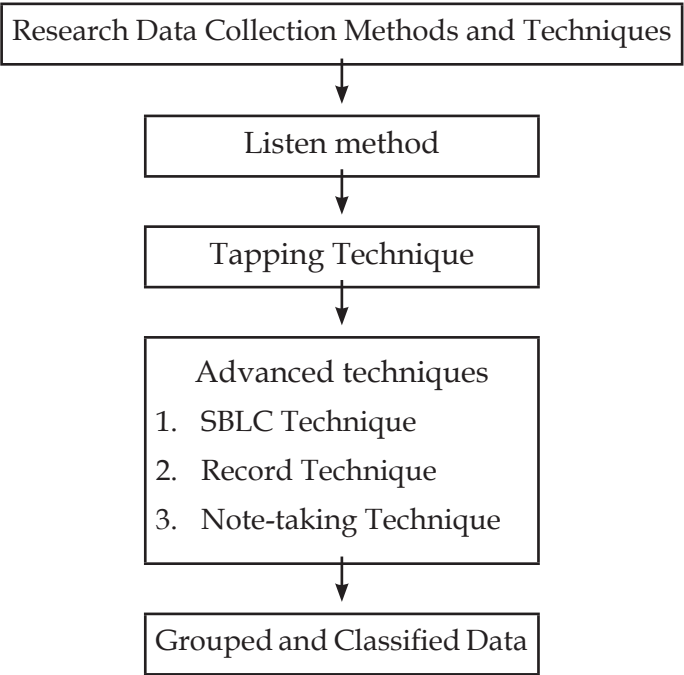 Research Data Collection Methods and Techniques
Listen method
Tapping Technique
Advanced techniques
1. SBLC Technique
2. Record Technique
3. Note-taking Technique
Grouped and Classified Data